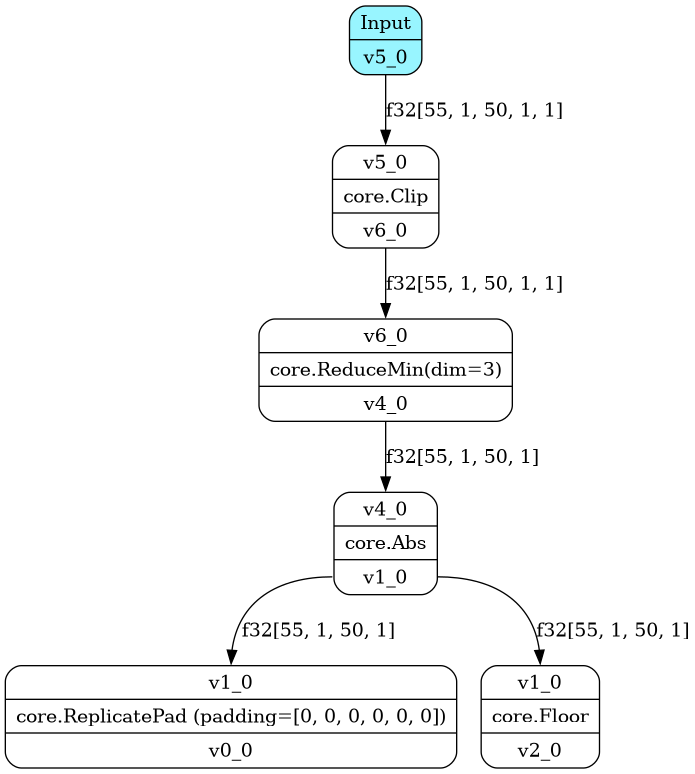 Input
v5_0
f32[55, 1, 50, 1, 1]
v5_0
core.Clip
v6_0
f32[55, 1, 50, 1, 1]
v6_0
core.ReduceMin(dim=3)
v4_0
f32[55, 1, 50, 1]
v4_0
core.Abs
v1_0
f32[55, 1, 50, 1]
f32[55, 1, 50, 1]
v1_0
core.ReplicatePad (padding=[0, 0, 0, 0, 0, 0])
v0_0
v1_0
core.Floor
v2_0